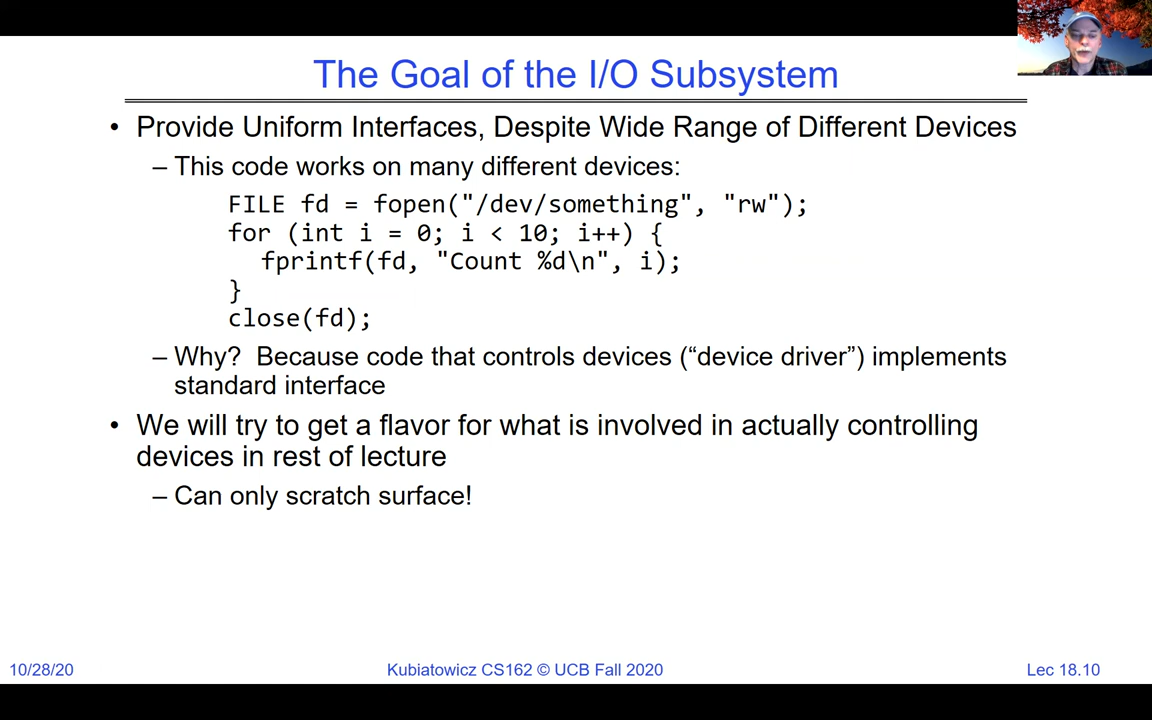 The Goal of the I/O Subsystem
• Provide Uniform Interfaces, Despite Wide Range of Different Devices
– This code works on many different devices:
FILE fd = fopen("/dev/something", "rw");
for (int i = 0; i < 10; i++) {
fprintf(fd, "Count %d\n", i);
}
close(fd);
– Why? Because code that controls devices (“device driver”) implements
standard interface
• We will try to get a flavor for what is involved in actually controlling
devices in rest of lecture
– Can only scratch surface!
10/28/20
Kubiatowicz CS162 © UCB Fall 2020
Lec 18.10